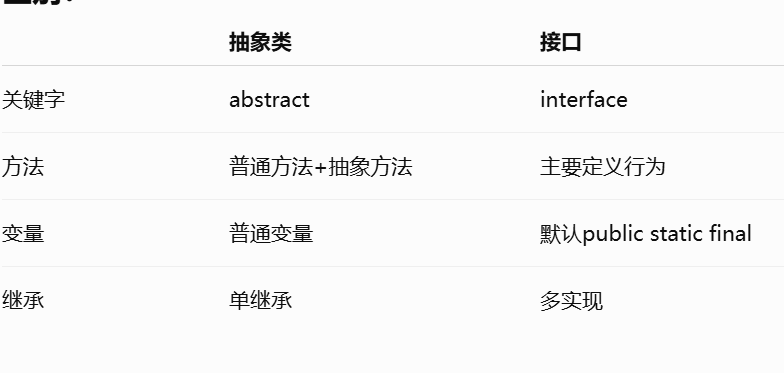 抽象类 接口
关键字 abstract interface
方法 普通方法+抽象方法 主要定义行为
变量 普通变量 默认public static final
继承 单继承 多实现